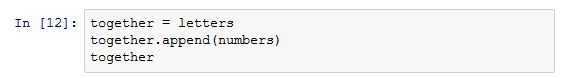 In [12]: together = letters
together.append(numbers)
together